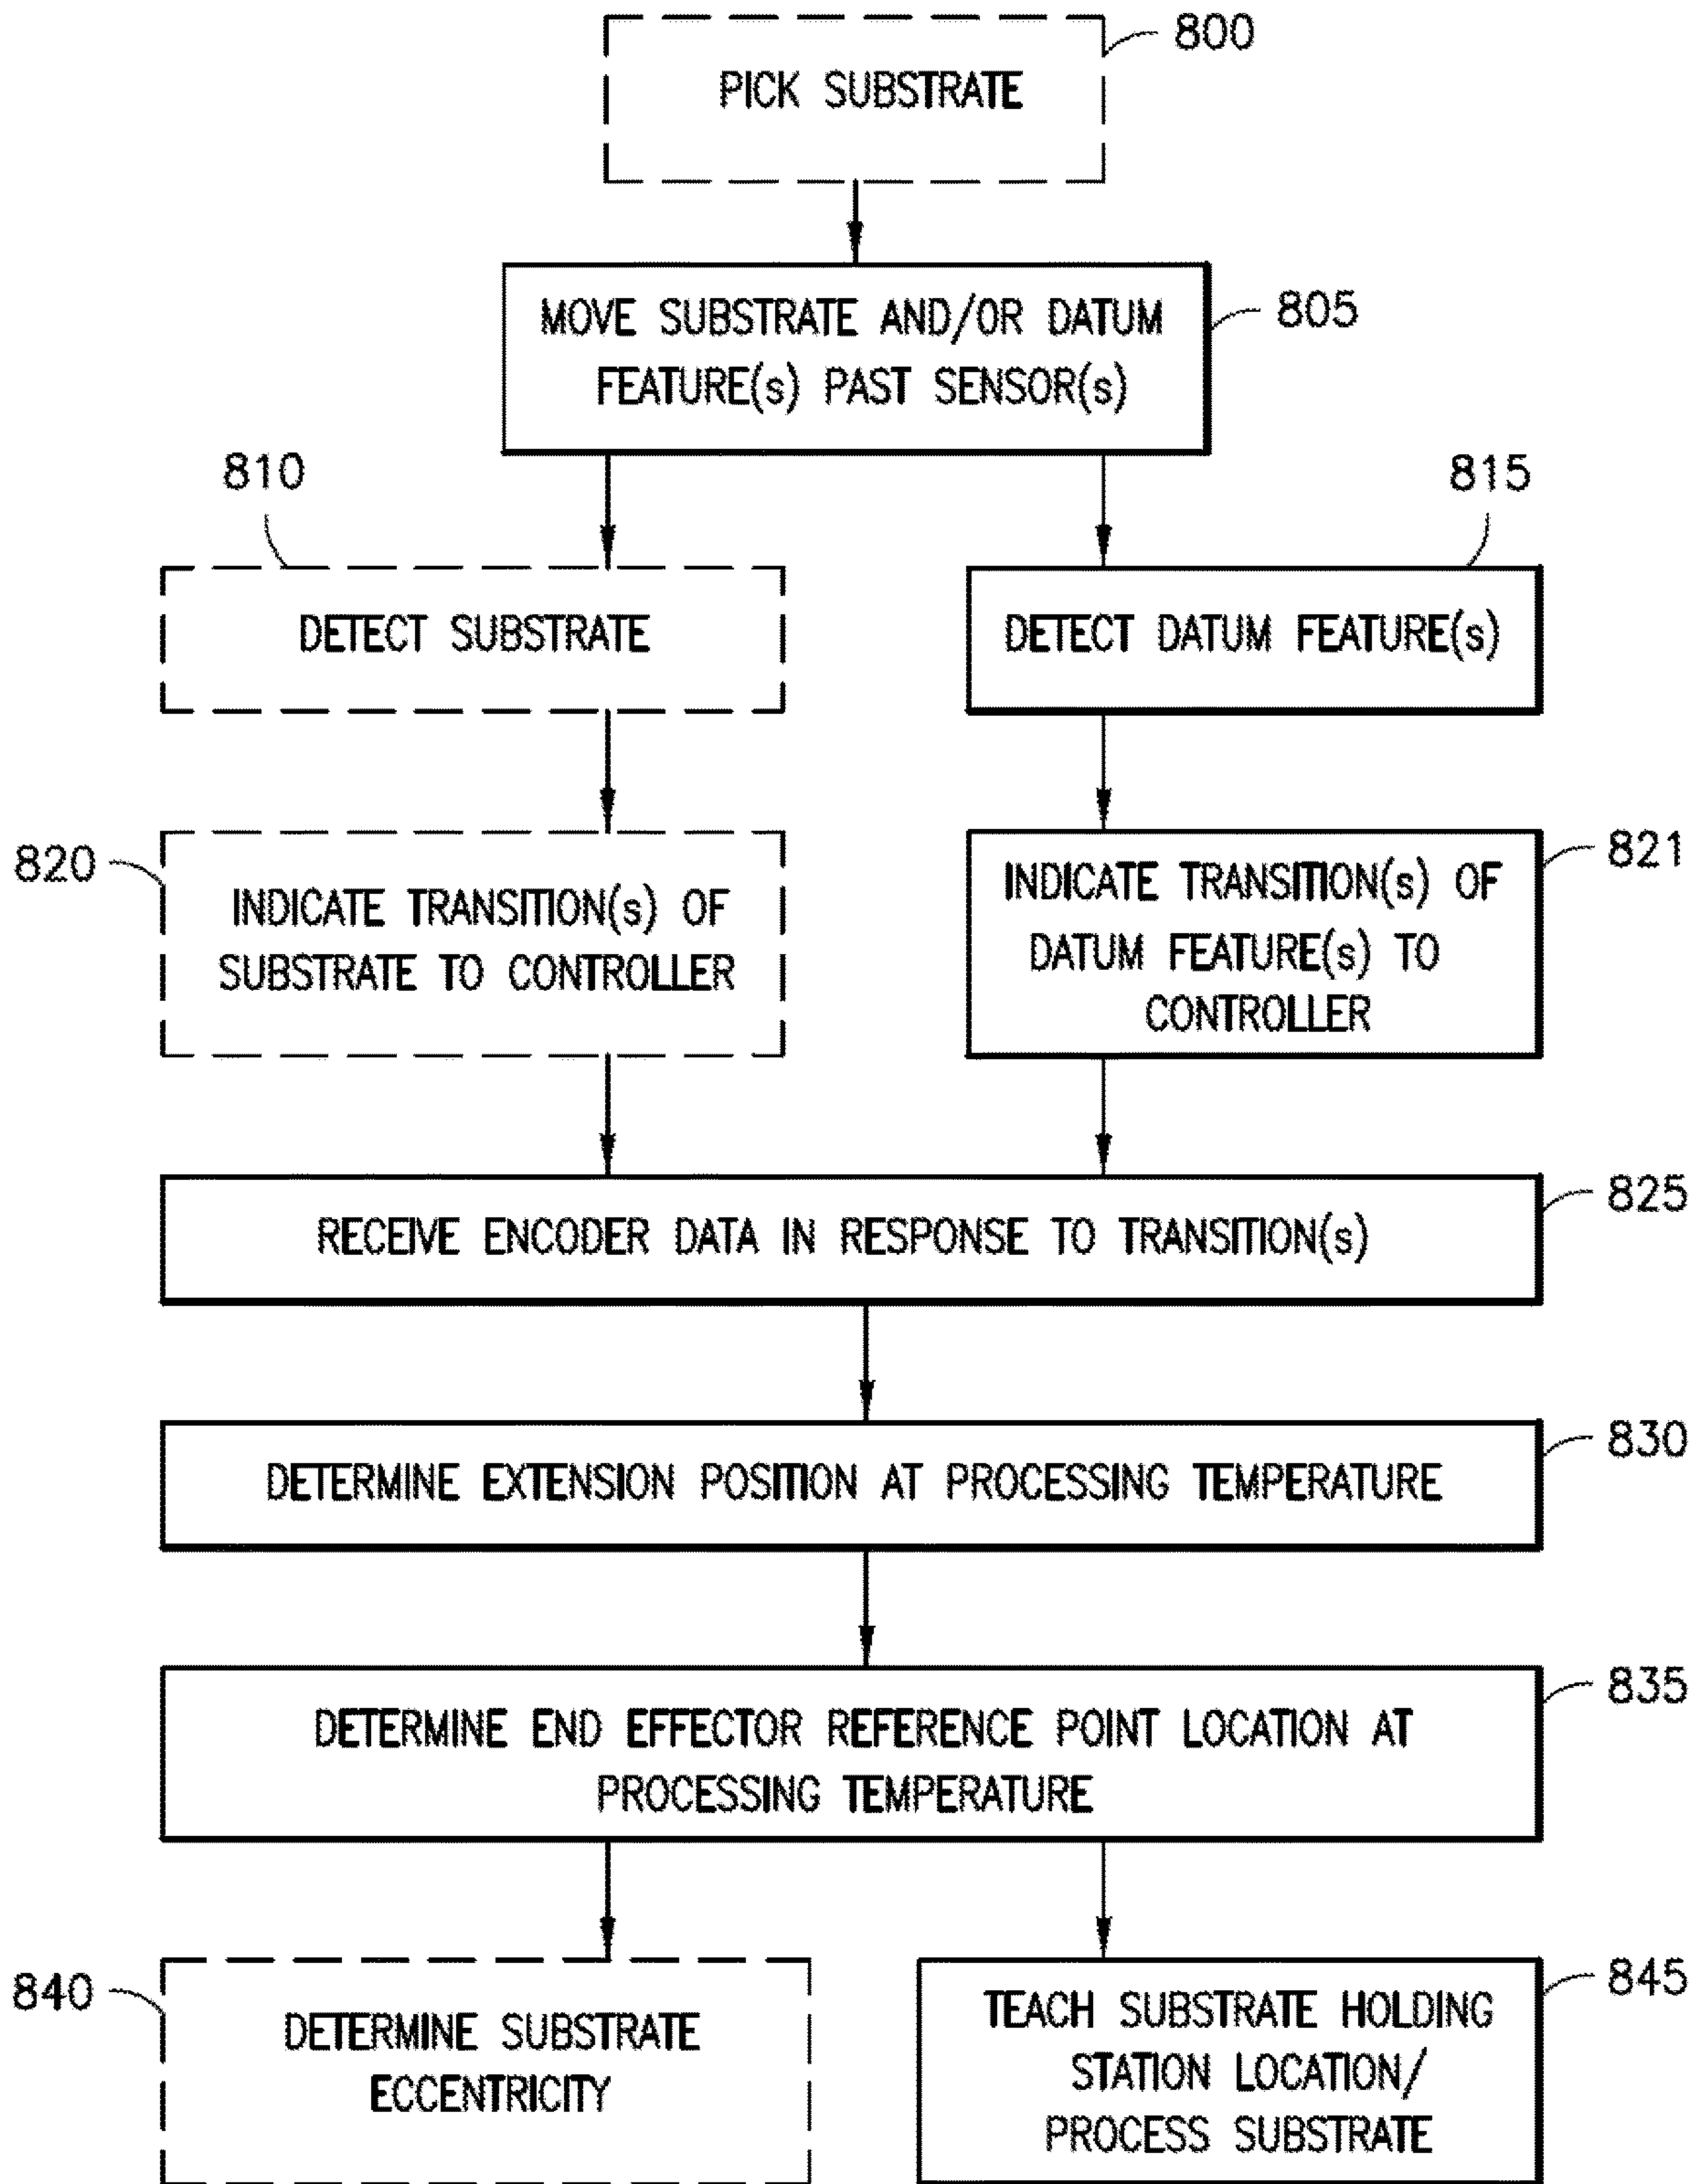 800
PICK SUBSTRATE
MOVE SUBSTRATE AND/OR DATUM
FEATURE(s) PAST SENSOR(s)
805
810
815
DETECT SUBSTRATE
DETECT DATUM FEATURE(s)
820
INDICATE TRANSITION(s) OF
SUBSTRATE TO CONTROLLER
INDICATE TRANSITION(s) OF
DATUM FEATURE(s) TO
CONTROLLER
821
RECEIVE ENCODER DATA IN RESPONSE TO TRANSITION(s)
825
DETERMINE EXTENSION POSITION AT PROCESSING TEMPERATURE
830
DETERMINE END EFFECTOR REFERENCE POINT LOCATION AT
PROCESSING TEMPERATURE
835
840
DETERMINE SUBSTRATE
ECCENTRICITY
TEACH SUBSTRATE HOLDING
STATION LOCATION/
PROCESS SUBSTRATE
845